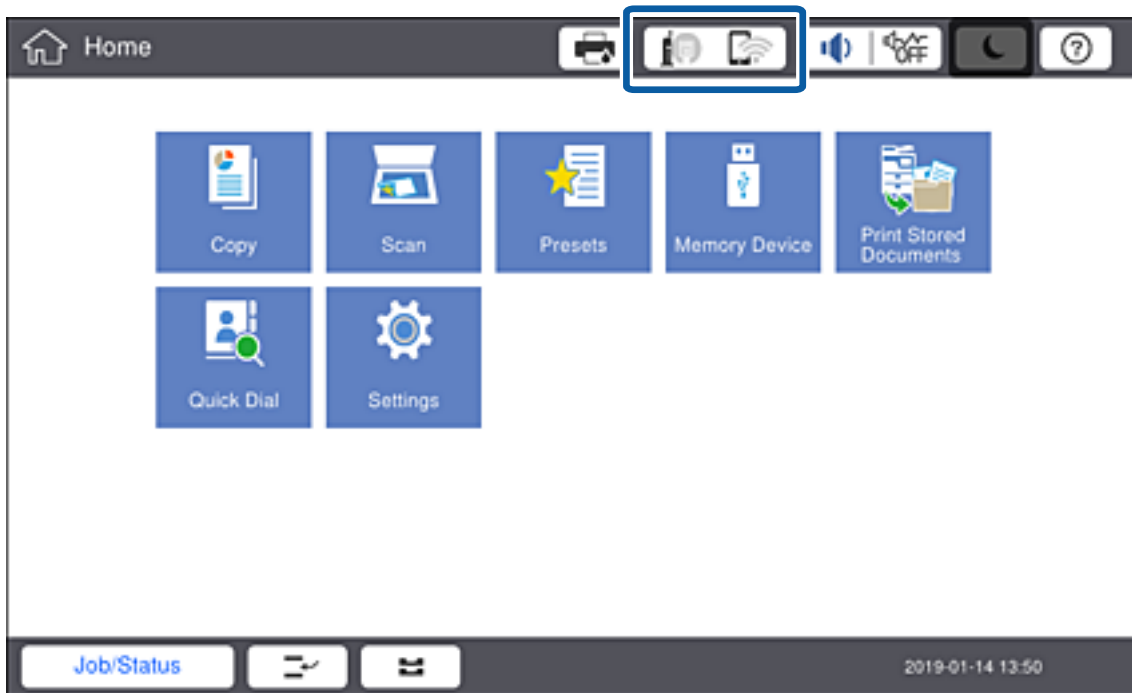 Home
OFF
?
Copy
Scan
Presets
Memory Device
Print Stored
Documents
Quick Dial
Settings
Job/Status
2019-01-14 13:50